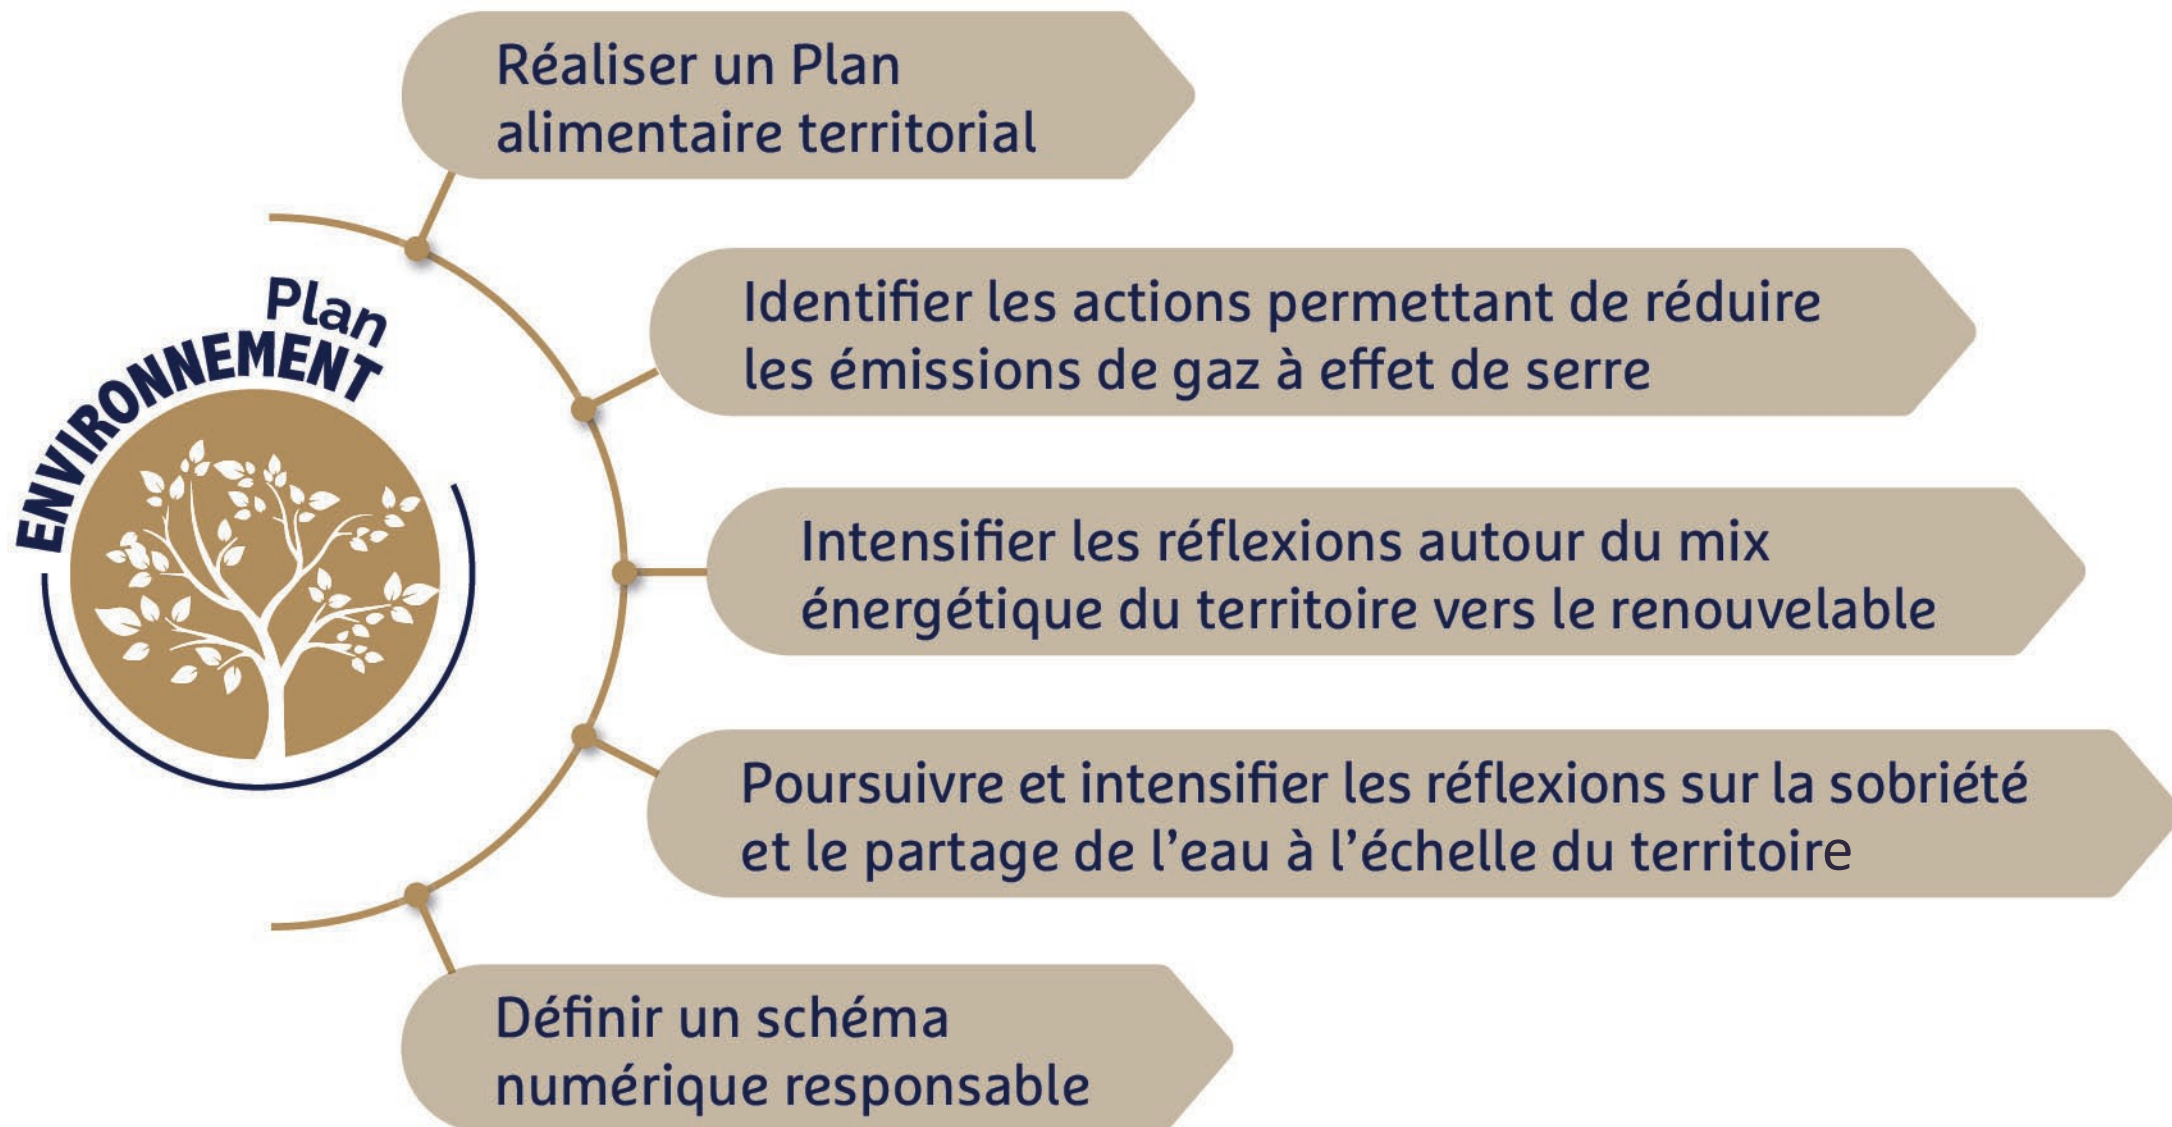 Réaliser un Plan
alimentaire territorial
Plan
ENVIRONNEMENT
Identifier les actions permettant de réduire
les émissions de gaz à effet de serre
Intensifier les réflexions autour du mix
énergétique du territoire vers le renouvelable
Poursuivre et intensifier les réflexions sur la sobriété
et le partage de l’eau à l’échelle du territoire
Définir un schéma
numérique responsable